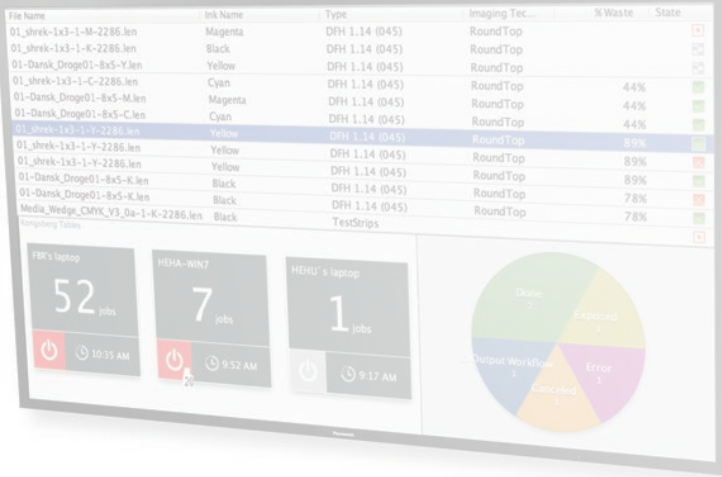 File Name Ink Name Type Imaging Tec... % Waste State
01_shrek-1x3-1-M-2286.len Magenta DFH 1.14 (045) RoundTop
01_shrek-1x3-1-K-2286.len Black DFH 1.14 (045) RoundTop
01-Dansk_Droge01-8x5-Y.len Yellow DFH 1.14 (045) RoundTop
01_shrek-1x3-1-C-2286.len Cyan DFH 1.14 (045) RoundTop 44%
01-Dansk_Droge01-8x5-M.len Magenta DFH 1.14 (045) RoundTop 44%
01-Dansk_Droge01-8x5-C.len Cyan DFH 1.14 (045) RoundTop 44%
01_shrek-1x3-1-Y-2286.len Yellow DFH 1.14 (045) RoundTop 89%
01_shrek-1x3-1-Y-2286.len Yellow DFH 1.14 (045) RoundTop 89%
01_shrek-1x3-1-Y-2286.len Yellow DFH 1.14 (045) RoundTop 89%
01-Dansk_Droge01-8x5-K.len Black DFH 1.14 (045) RoundTop 78%
01-Dansk_Droge01-8x5-K.len Black DFH 1.14 (045) RoundTop 78%
Media_Wedge_CMYK_V3_0a-1-K-2286.len Black TestStrips
Kongsberg Tables
FBR's laptop
52 jobs
10:35 AM
HEHA-WIN7
7 jobs
9:52 AM
HEHU's laptop
1 jobs
9:17 AM
Done
Exposed
1
Output Workflow
1
Error
1
Canceled
1
Panasonic